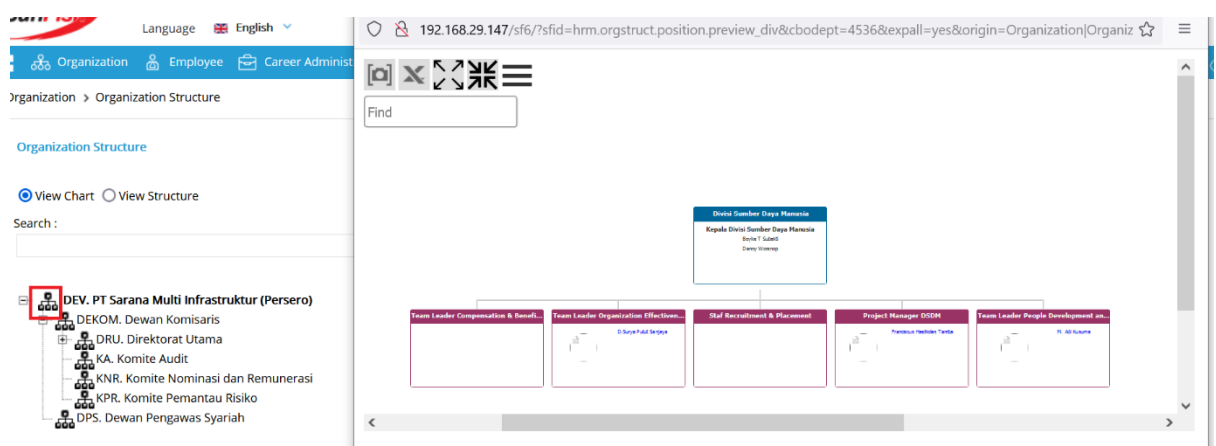 Language English
Organization Employee Career Administ
Organization > Organization Structure
Organization Structure
View Chart View Structure
Search :
DEV. PT Sarana Multi Infrastruktur (Persero)
DEKOM. Dewan Komisaris
DRU. Direktorat Utama
KA. Komite Audit
KNR. Komite Nominasi dan Remunerasi
KPR. Komite Pemantau Risiko
DPS. Dewan Pengawas Syariah
192.168.29.147/sf6/?sfid=hrm.orgstruct.position.preview_div&cbodept=4536&expall=yes&origin=Organization|Organiz
Find
Divisi Sumber Daya Manusia
Kepala Divisi Sumber Daya Manusia
Team Leader Compensation & Benefi...
Team Leader Organization Effectiven...
Staf Recruitment & Placement
Project Manager DSDM
Team Leader People Development an...